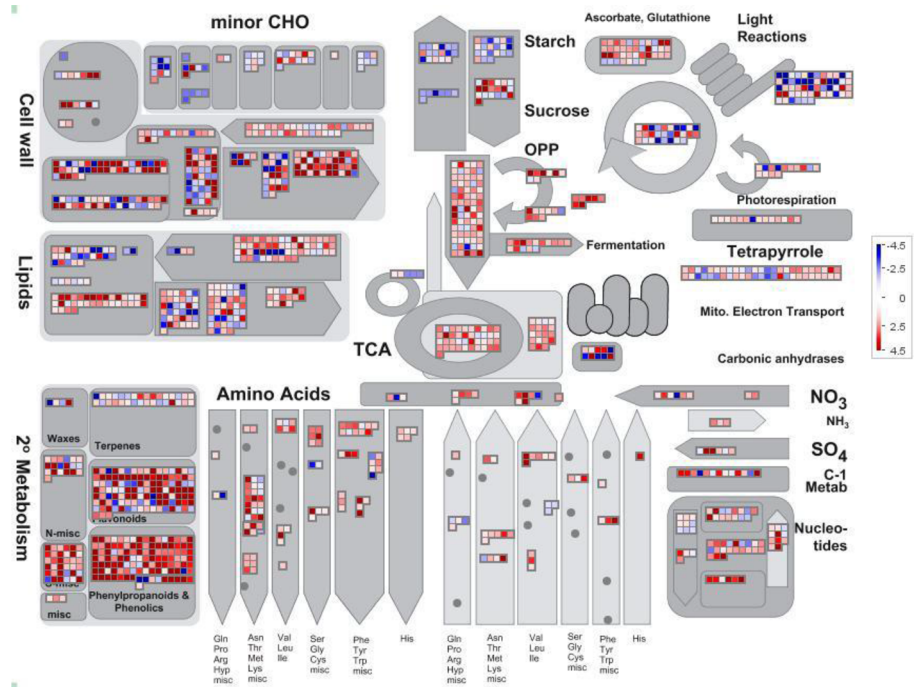 minor CHO
Cell wall
Lipids
2° Metabolism
Starch
Sucrose
OPP
Ascorbate, Glutathione
Light
Reactions
Photorespiration
Fermentation
Tetrapyrrole
Mito. Electron Transport
Carbonic anhydrases
TCA
-4.5
-2.5
0
2.5
4.5
Amino Acids
NO3
NH3
SO4
C-1
Metab
Nucleo-
tides
Waxes
Terpenes
N-misc
Flavonoids
S-misc
Phenylpropanoids &
Phenolics
misc
Gln
Pro
Arg
Hyp
misc
Asn
Thr
Met
Lys
misc
Val
Leu
Ile
Ser
Gly
Cys
misc
Phe
Tyr
Trp
misc
His
Gln
Pro
Arg
Hyp
misc
Asn
Thr
Met
Lys
misc
Val
Leu
Ile
Ser
Gly
Cys
misc
Phe
Tyr
Trp
misc
His